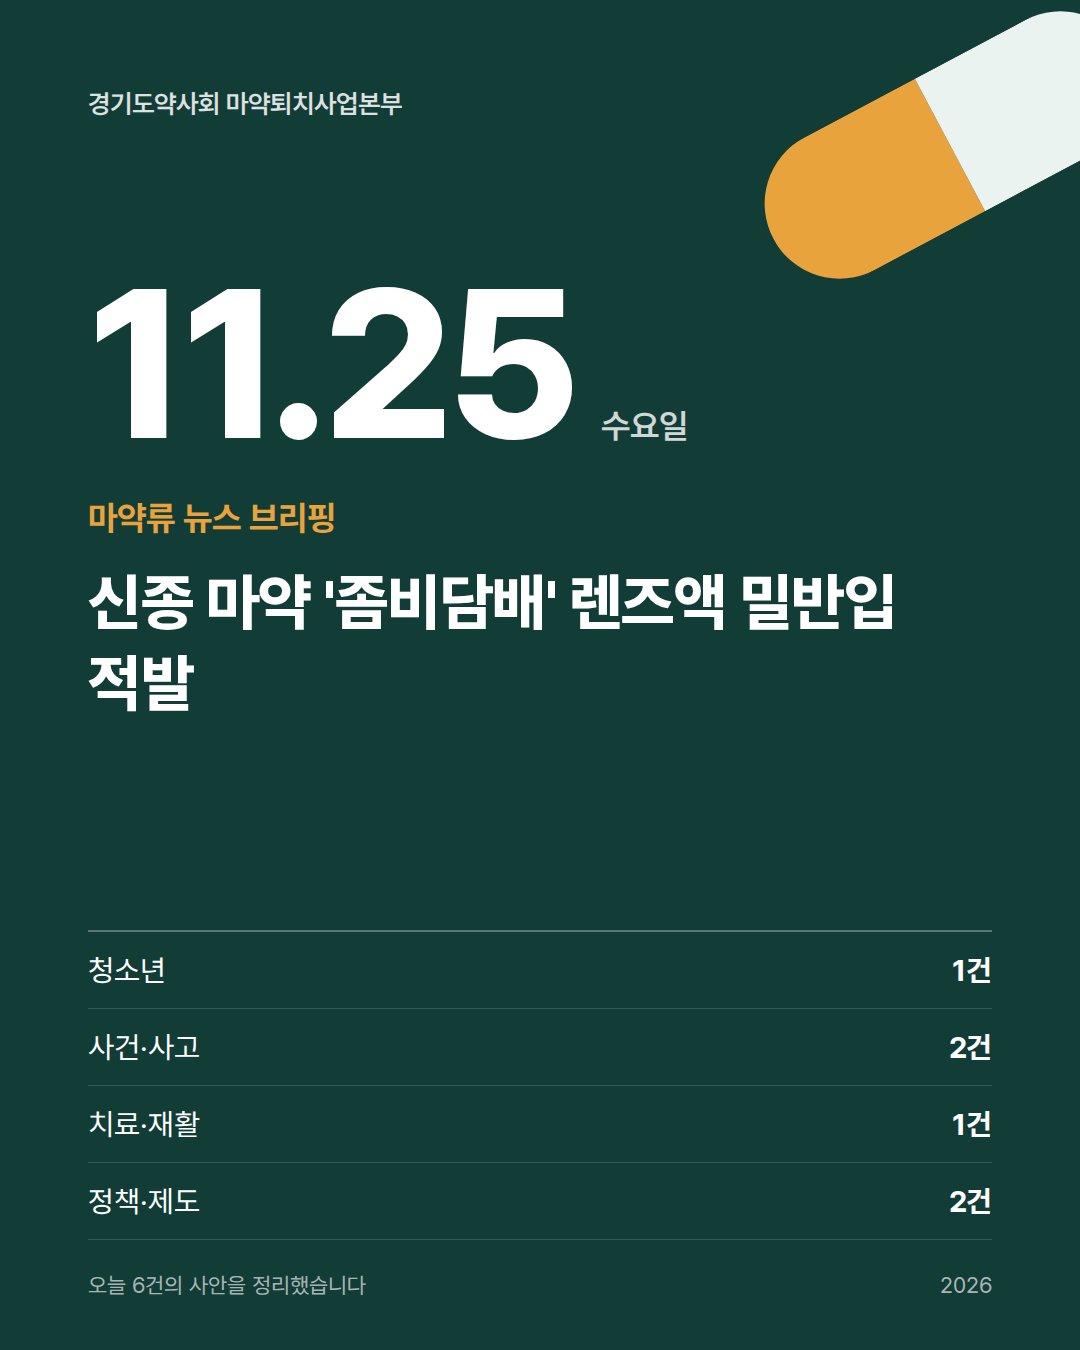 경기도약사회 마약퇴치사업본부
11.25 수요일
마약류 뉴스 브리핑
신종 마약 '좀비담배' 렌즈액 밀반입
적발
청소년 1건
사건·사고 2건
치료·재활 1건
정책·제도 2건
오늘 6건의 사안을 정리했습니다 2026